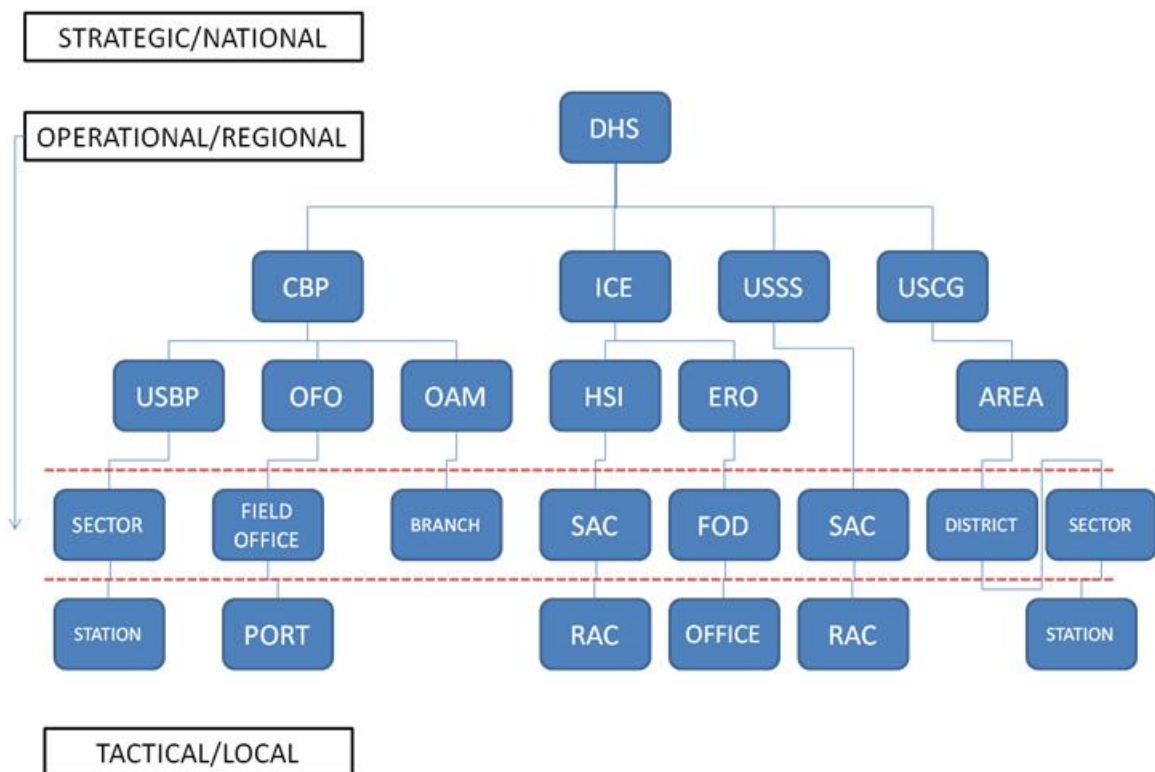 STRATEGIC/NATIONAL
OPERATIONAL/REGIONAL
DHS
CBP
ICE
USSS
USCG
USBP
OFO
OAM
HSI
ERO
AREA
SECTOR
FIELD
OFFICE
BRANCH
SAC
FOD
SAC
DISTRICT
SECTOR
STATION
PORT
RAC
OFFICE
RAC
STATION
TACTICAL/LOCAL